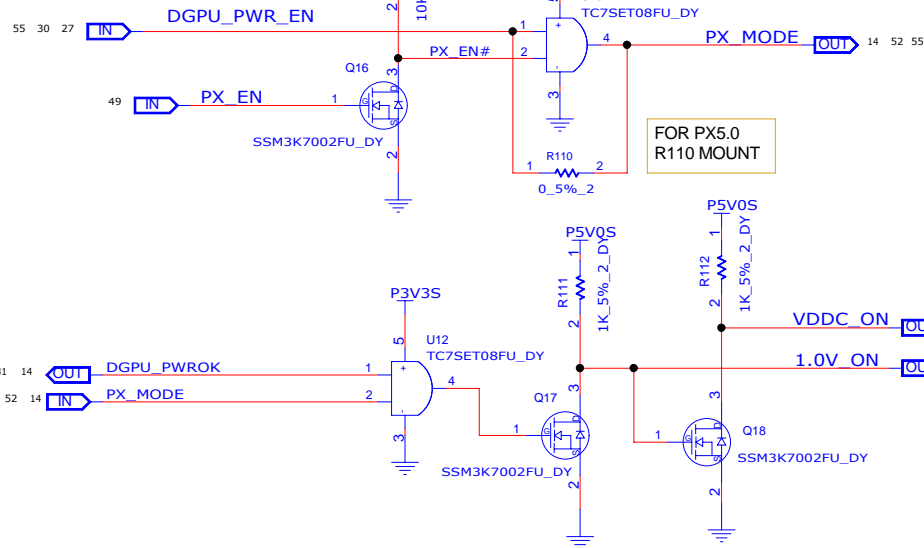 DGPU_PWR_EN
55 30 27 IN
2
10K
TC7SET08FU_DY
1
+
4
PX_MODE
OUT 14 52 55
PX_EN#
2
-
3
Q16
3
49 IN PX_EN
1
G
D
S
SSM3K7002FU_DY
2
R110
1
2
0_5%_2
FOR PX5.0
R110 MOUNT
P5V0S
1
R112
1K_5%_2_DY
2
P5V0S
1
R111
1K_5%_2_DY
2
P3V3S
5
U12
TC7SET08FU_DY
VDDC_ON
1.0V_ON
14 OUT DGPU_PWROK
1
+
4
52 14 IN PX_MODE
2
-
3
Q17
3
1
G
D
S
SSM3K7002FU_DY
2
Q18
3
1
G
D
S
SSM3K7002FU_DY
2